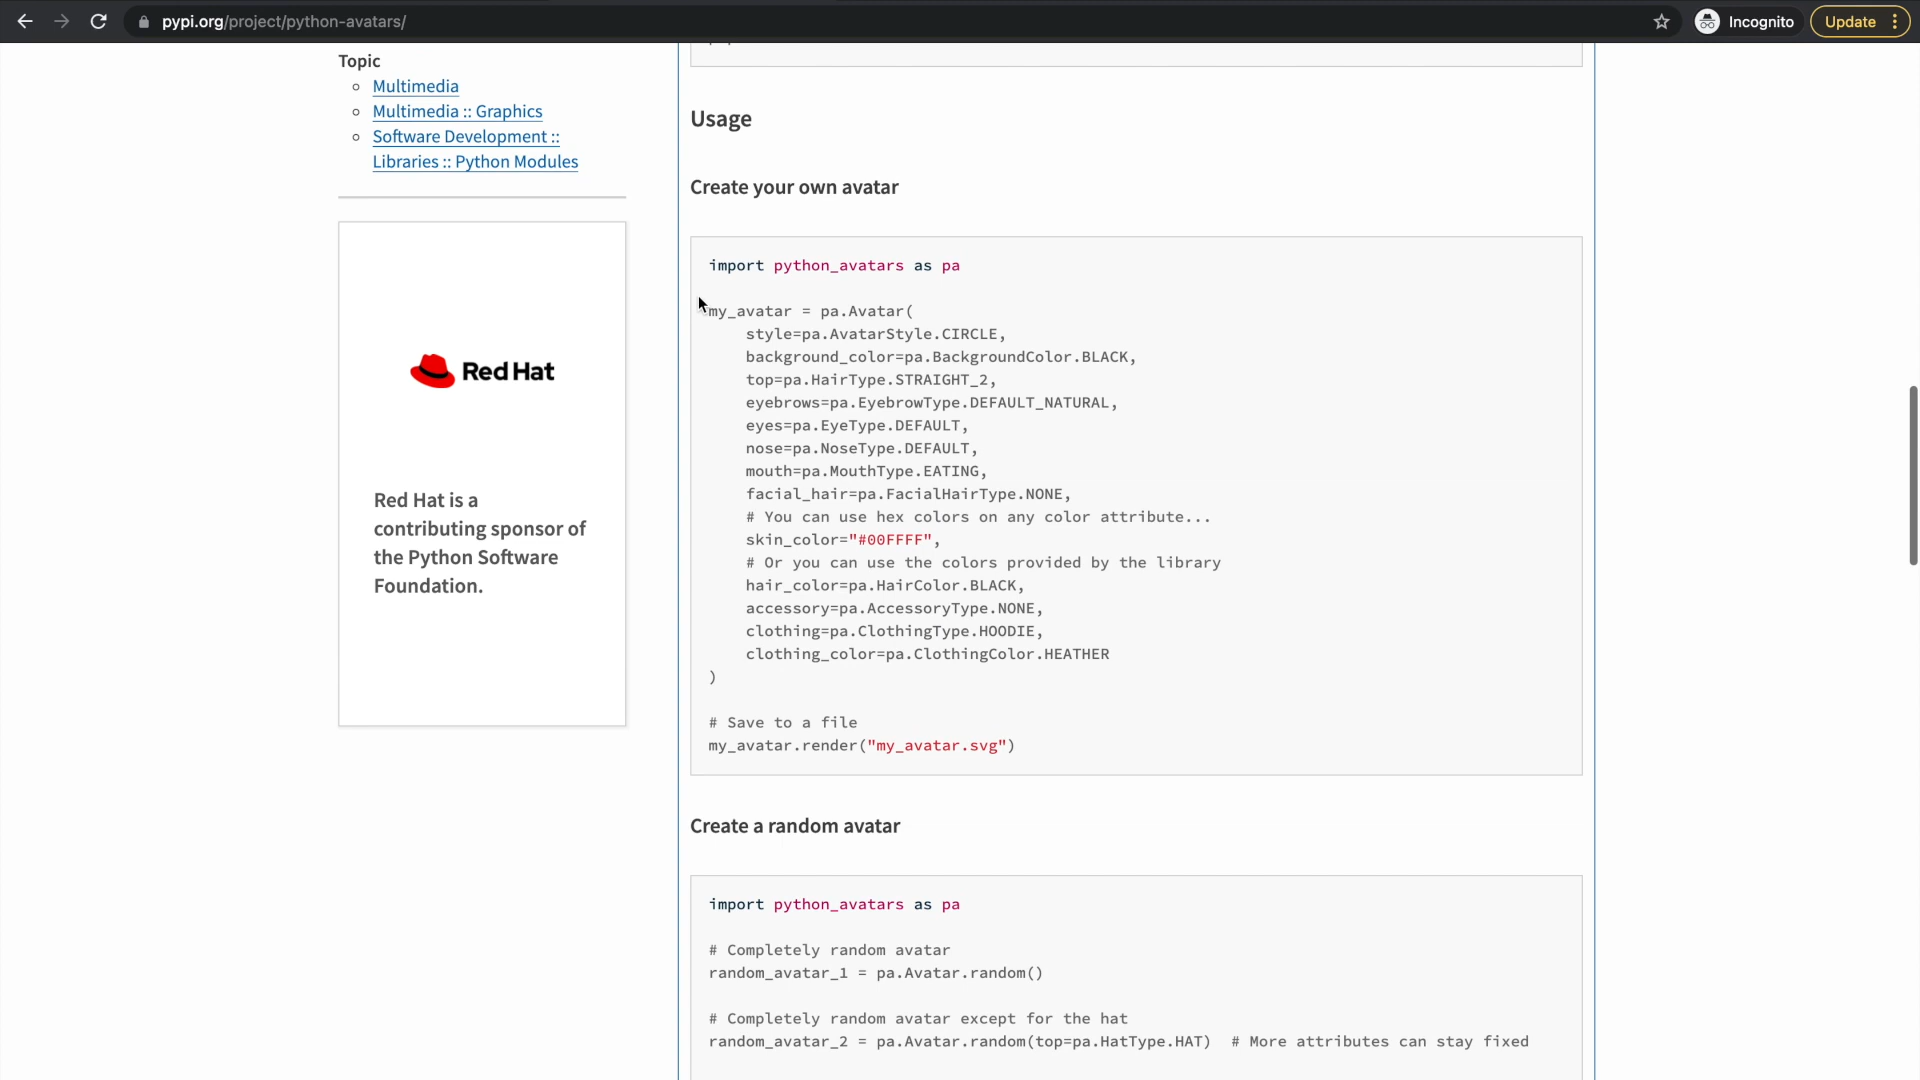 pypi.org/project/python-avatars/
Incognito
Update
Topic
Multimedia
Multimedia :: Graphics
Software Development ::
Libraries :: Python Modules
Red Hat
Red Hat is a
contributing sponsor of
the Python Software
Foundation.
Usage
Create your own avatar
import python_avatars as pa
my_avatar = pa.Avatar(
    style=pa.AvatarStyle.CIRCLE,
    background_color=pa.BackgroundColor.BLACK,
    top=pa.HairType.STRAIGHT_2,
    eyebrows=pa.EyebrowType.DEFAULT_NATURAL,
    eyes=pa.EyeType.DEFAULT,
    nose=pa.NoseType.DEFAULT,
    mouth=pa.MouthType.EATING,
    facial_hair=pa.FacialHairType.NONE,
    # You can use hex colors on any color attribute...
    skin_color="#00FFFF",
    # Or you can use the colors provided by the library
    hair_color=pa.HairColor.BLACK,
    accessory=pa.AccessoryType.NONE,
    clothing=pa.ClothingType.HOODIE,
    clothing_color=pa.ClothingColor.HEATHER
)
# Save to a file
my_avatar.render("my_avatar.svg")
Create a random avatar
import python_avatars as pa
# Completely random avatar
random_avatar_1 = pa.Avatar.random()
# Completely random avatar except for the hat
random_avatar_2 = pa.Avatar.random(top=pa.HatType.HAT)  # More attributes can stay fixed